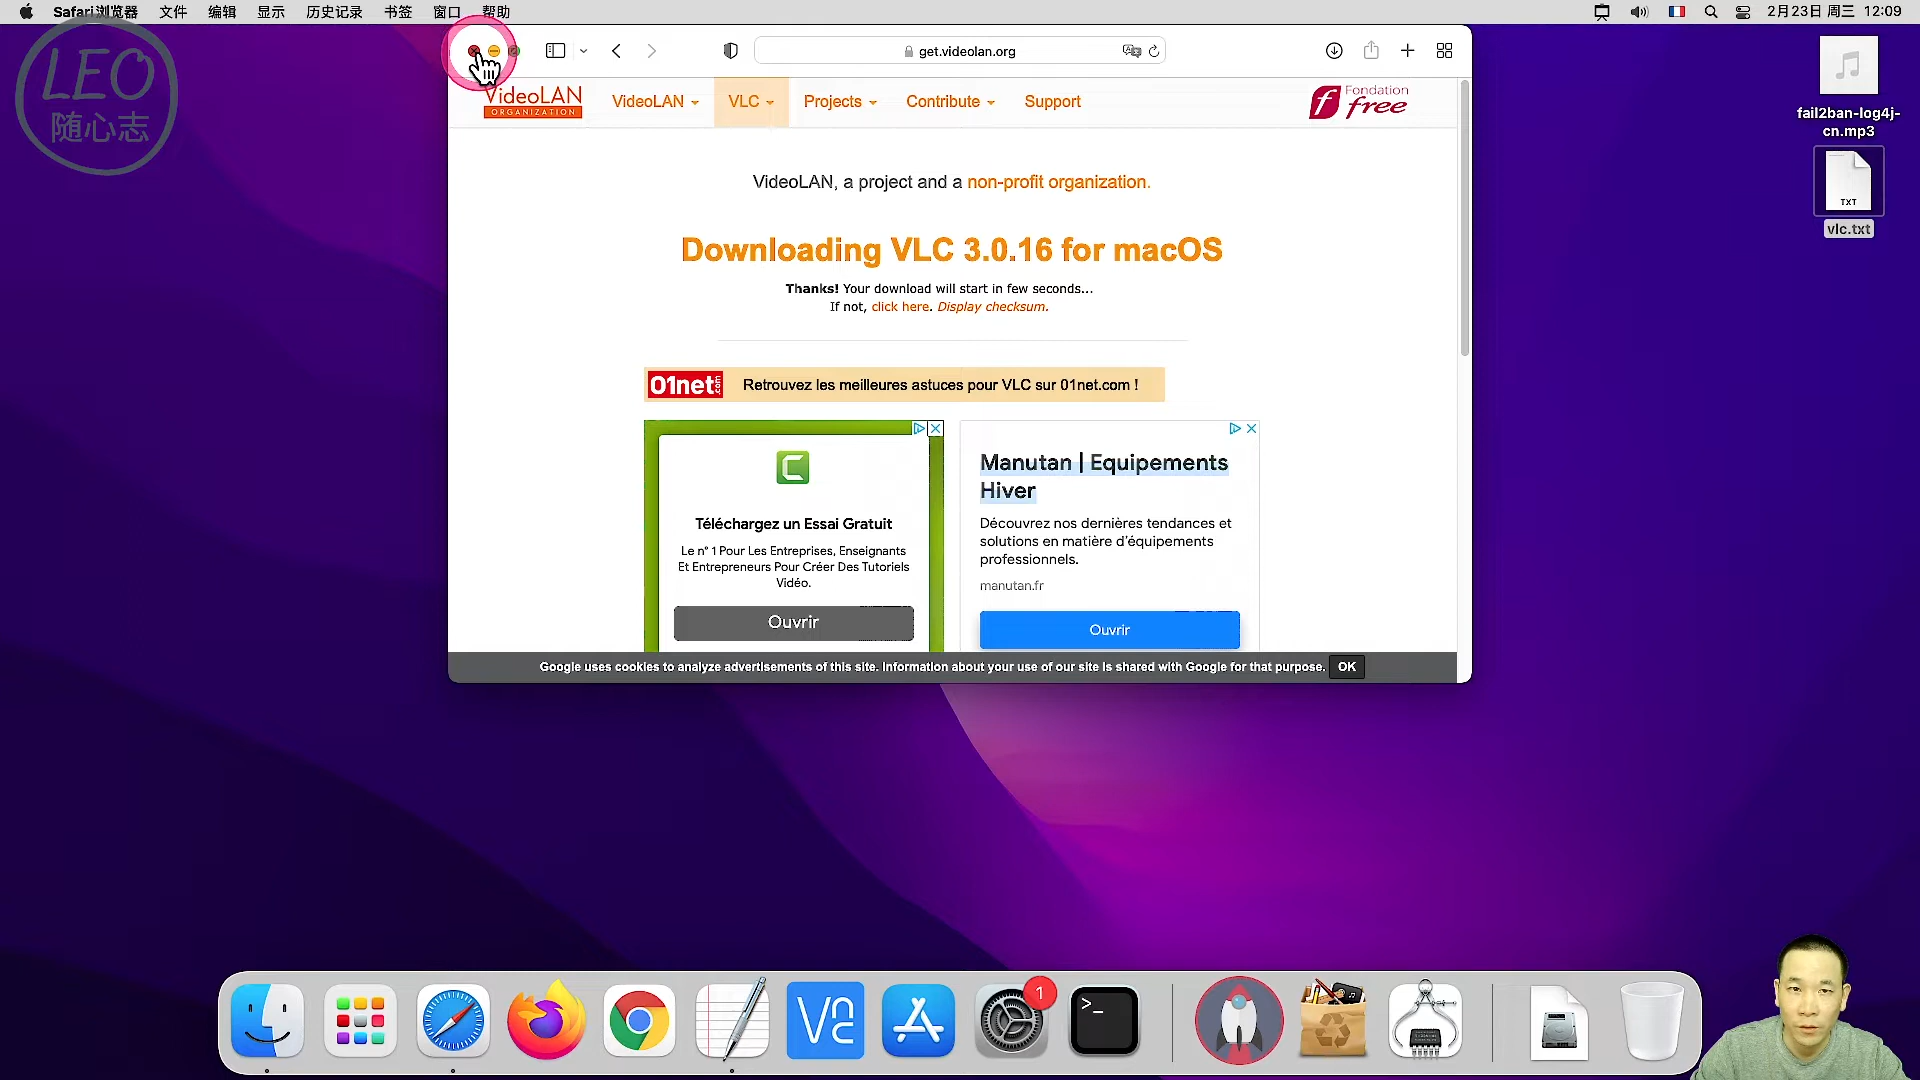 Safari浏览器 文件 编辑 显示 历史记录 书签 窗口 帮助
2月23日 周三 12:09
LEO
随心志
get.videolan.org
VideoLAN
ORGANIZATION
VideoLAN VLC Projects Contribute Support
Fondation
free
fail2ban-log4j-
cn.mp3
TXT
vlc.txt
VideoLAN, a project and a non-profit organization.
Downloading VLC 3.0.16 for macOS
Thanks! Your download will start in few seconds...
If not, click here. Display checksum.
01net.com
Retrouvez les meilleures astuces pour VLC sur 01net.com !
Téléchargez un Essai Gratuit
Le n° 1 Pour Les Entreprises, Enseignants
Et Entrepreneurs Pour Créer Des Tutoriels
Vidéo.
Ouvrir
Manutan | Equipements
Hiver
Découvrez nos dernières tendances et
solutions en matière d'équipements
professionnels.
manutan.fr
Ouvrir
Google uses cookies to analyze advertisements of this site. Information about your use of our site is shared with Google for that purpose. OK
Vnc
1
>_